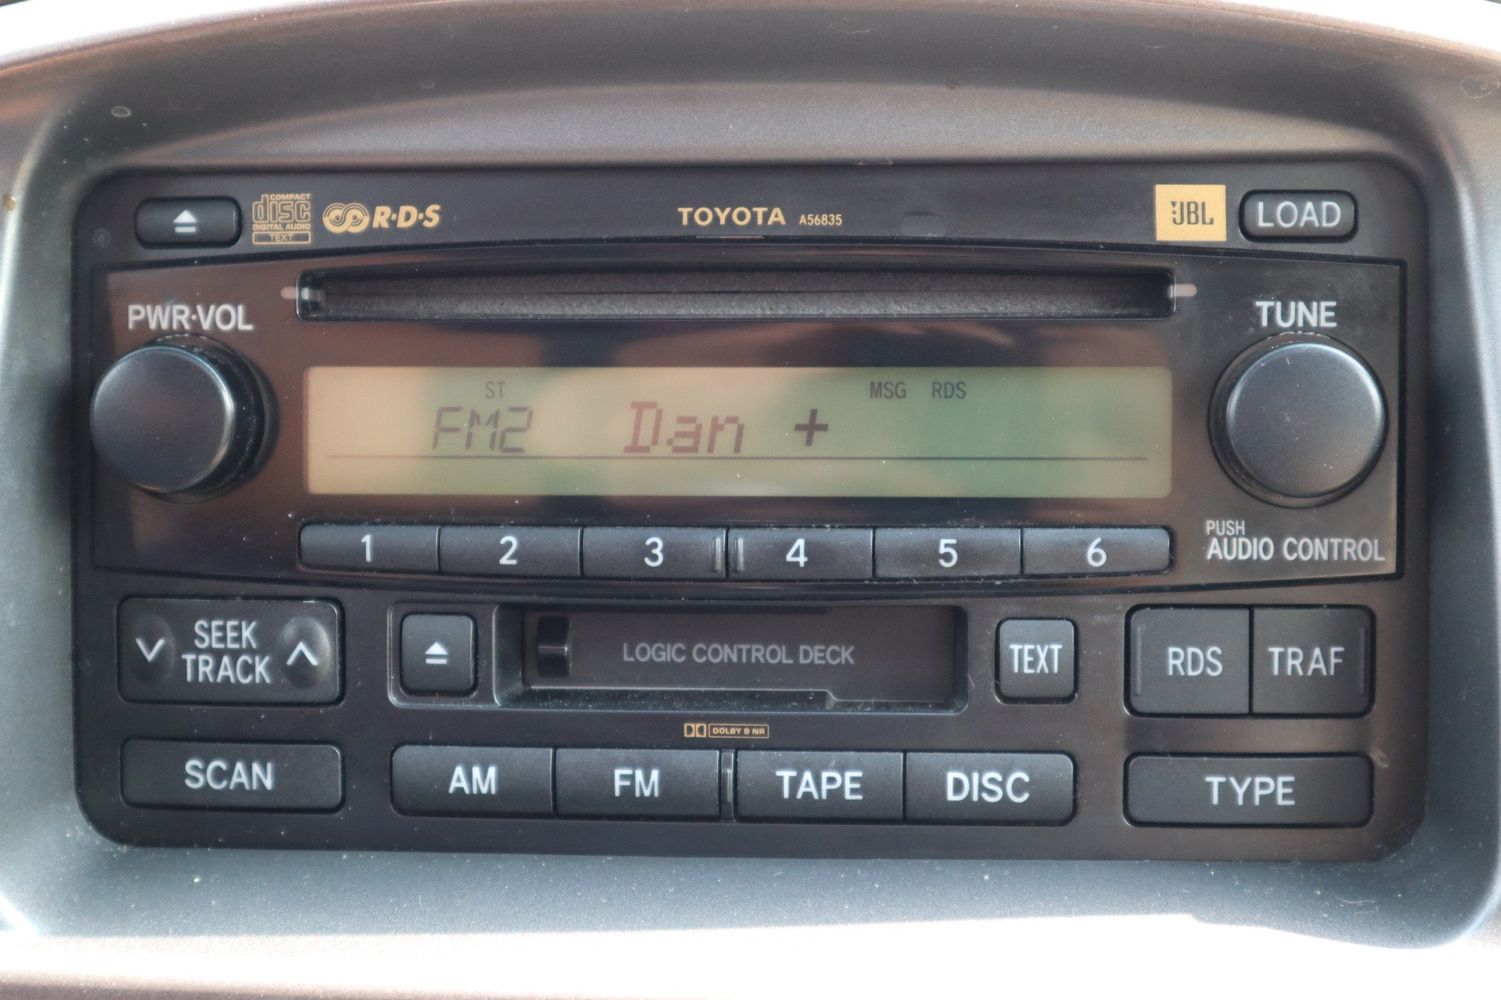 COMPACT
disc
DIGITAL AUDIO
TEXT
R·D·S
TOYOTA A56835
JBL
LOAD
PWR·VOL
TUNE
ST
MSG RDS
FM2 Dan +
1 2 3 4 5 6
PUSH
AUDIO CONTROL
SEEK
TRACK
LOGIC CONTROL DECK
TEXT
RDS
TRAF
DOLBY B NR
SCAN
AM
FM
TAPE
DISC
TYPE